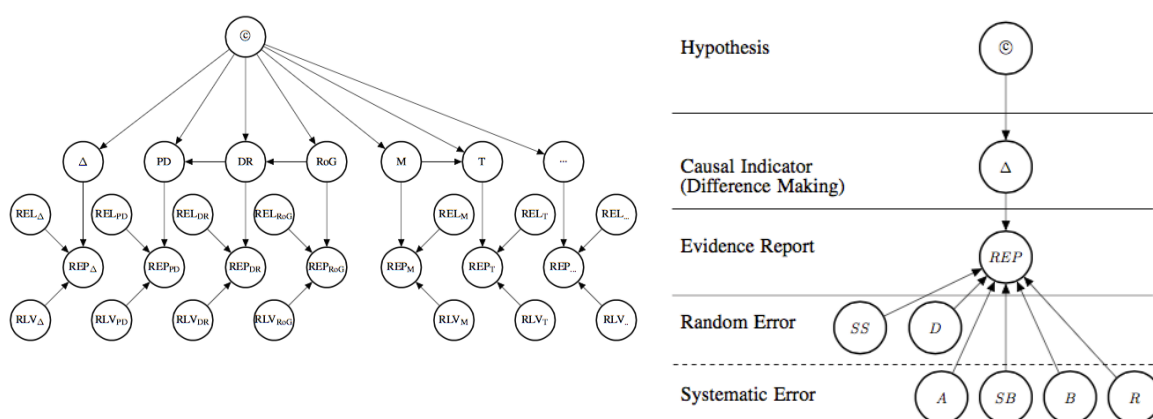 ©
Δ PD DR RoG M T ...
REL_Δ REL_PD REL_DR REL_RoG REL_M REL_T REL_...
REP_Δ REP_PD REP_DR REP_RoG REP_M REP_T REP_...
RLV_Δ RLV_PD RLV_DR RLV_RoG RLV_M RLV_T RLV_..
Hypothesis
©
Causal Indicator
(Difference Making)
Δ
Evidence Report
REP
Random Error
SS D
Systematic Error
A SB B R